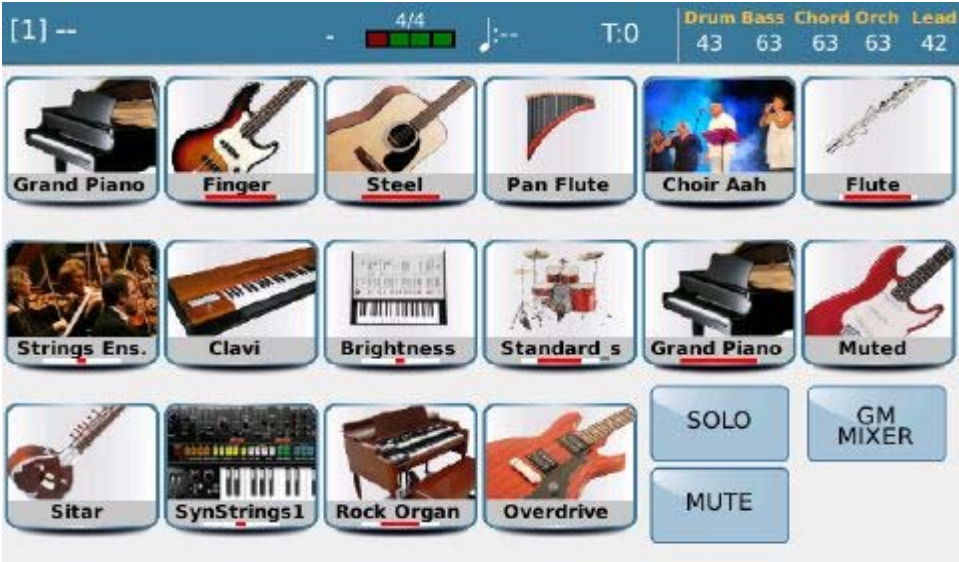 [1] -- - 4/4 ♩:-- T:0 Drum Bass Chord Orch Lead
43 63 63 63 42
Grand Piano Finger Steel Pan Flute Choir Aah Flute
Strings Ens. Clavi Brightness Standard_s Grand Piano Muted
SOLO GM MIXER
Sitar SynStrings1 Rock Organ Overdrive MUTE